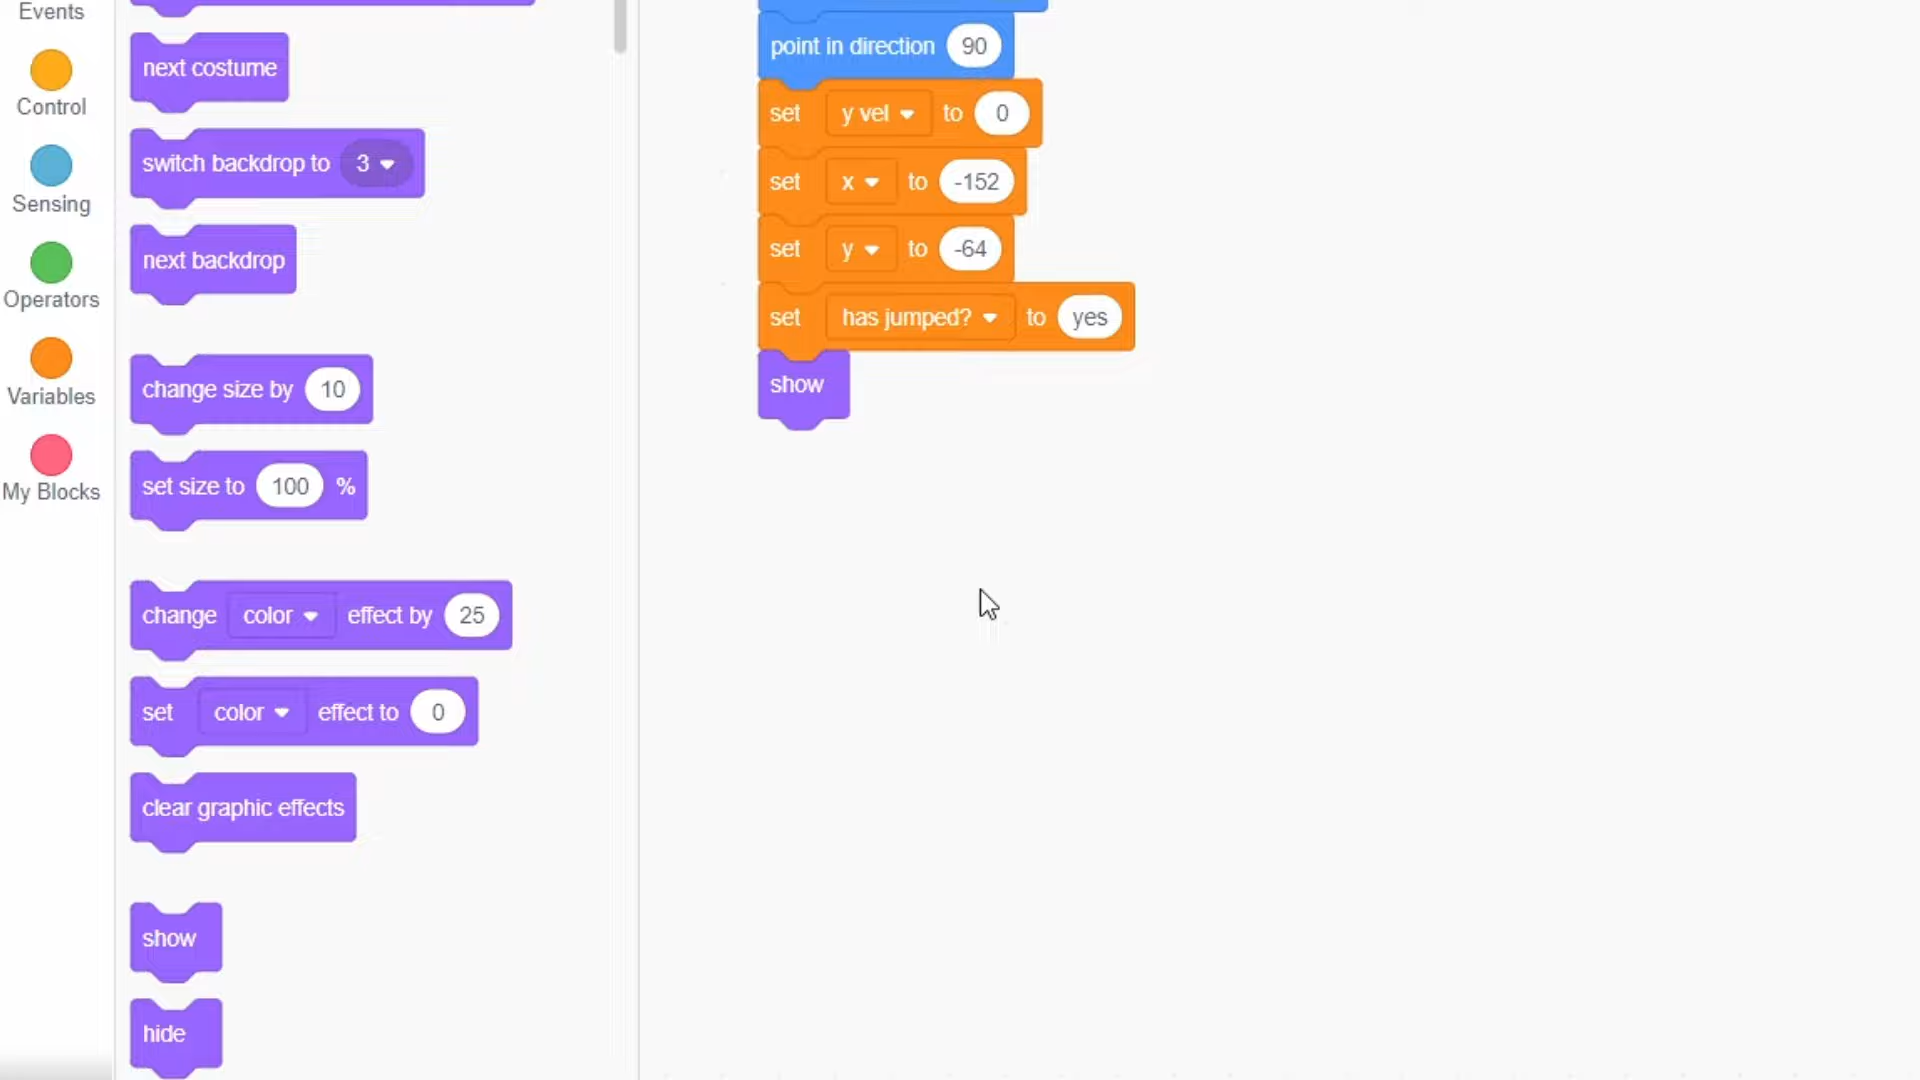 Events
Control
Sensing
Operators
Variables
My Blocks
next costume
switch backdrop to 3
next backdrop
change size by 10
set size to 100 %
change color effect by 25
set color effect to 0
clear graphic effects
show
hide
point in direction 90
set y vel to 0
set x to -152
set y to -64
set has jumped? to yes
show